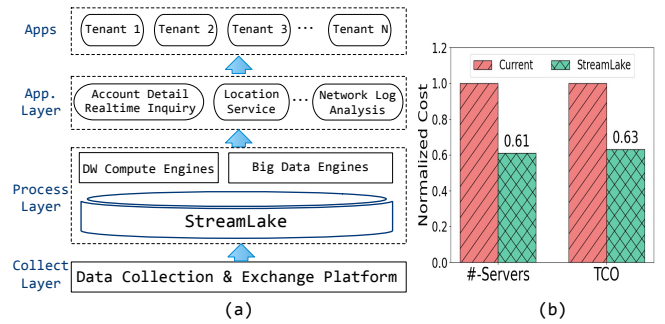 Apps
Tenant 1
Tenant 2
Tenant 3
...
Tenant N
App.
Layer
Account Detail
Realtime Inquiry
Location
Service
...
Network Log
Analysis
Process
Layer
DW Compute Engines
Big Data Engines
StreamLake
Collect
Layer
Data Collection & Exchange Platform
(a)
Normalized Cost
1.2
1.0
0.8
0.6
0.4
0.2
0.0
Current
StreamLake
0.61
0.63
#-Servers
TCO
(b)